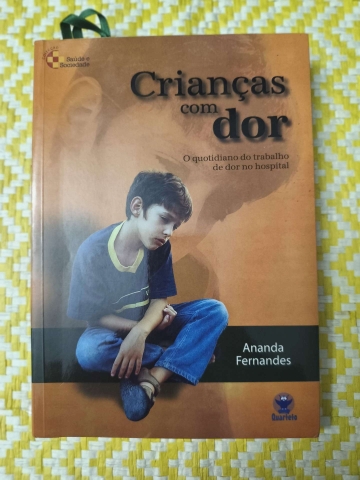 Saúde e
Sociedade
Crianças
com
dor
O quotidiano do trabalho
de dor no hospital
Ananda
Fernandes
Quarteto